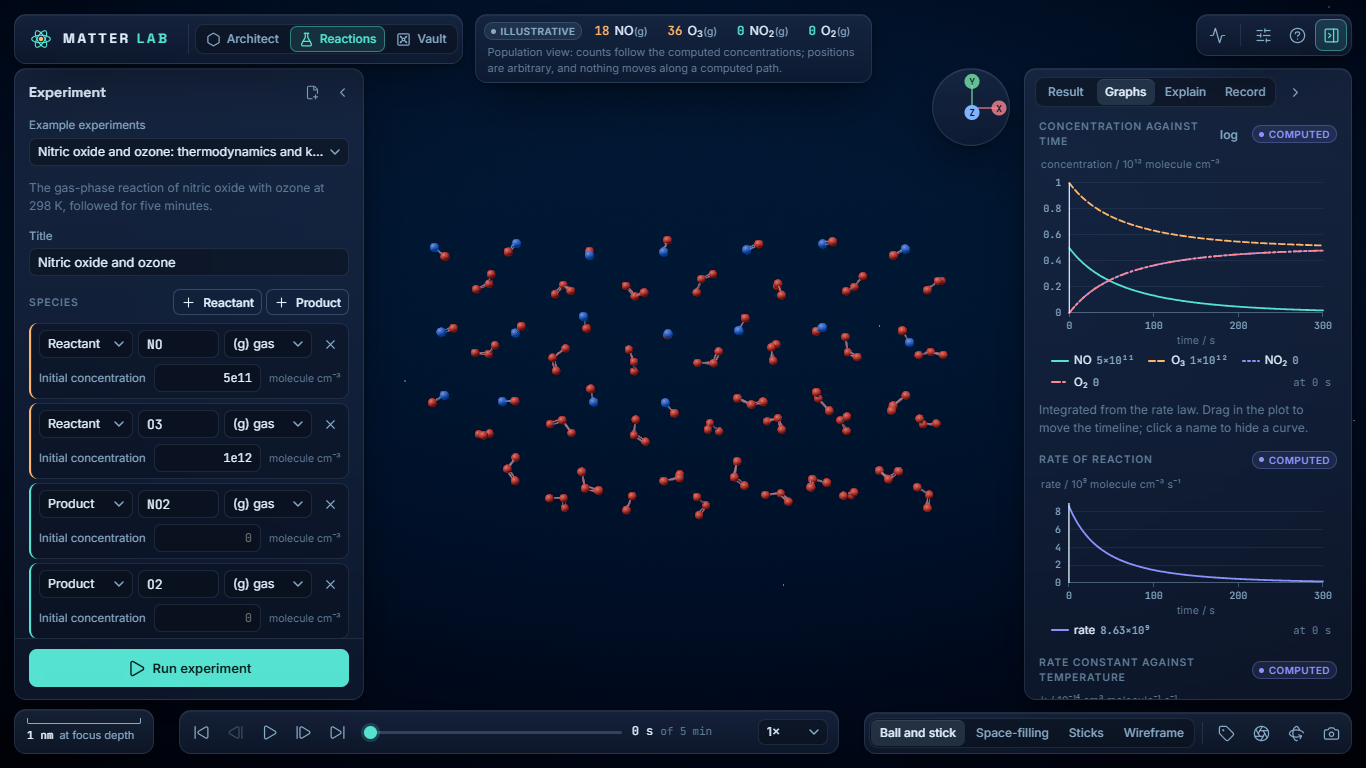 MATTER LAB
Architect
Reactions
Vault
ILLUSTRATIVE 18 NO(g) 36 O₃(g) 0 NO₂(g) 0 O₂(g)
Population view: counts follow the computed concentrations; positions
are arbitrary, and nothing moves along a computed path.
Experiment
Example experiments
Nitric oxide and ozone: thermodynamics and k...
The gas-phase reaction of nitric oxide with ozone at
298 K, followed for five minutes.
Title
Nitric oxide and ozone
SPECIES
+ Reactant
+ Product
Reactant NO (g) gas
Initial concentration 5e11 molecule cm⁻³
Reactant O3 (g) gas
Initial concentration 1e12 molecule cm⁻³
Product NO2 (g) gas
Initial concentration 0 molecule cm⁻³
Product O2 (g) gas
Initial concentration 0 molecule cm⁻³
Run experiment
Y
Z
X
Result
Graphs
Explain
Record
CONCENTRATION AGAINST
TIME
log
COMPUTED
concentration / 10¹² molecule cm⁻³
1
0.8
0.6
0.4
0.2
0
0 100 200 300
time / s
NO 5×10¹¹ O₃ 1×10¹² NO₂ 0
O₂ 0 at 0 s
Integrated from the rate law. Drag in the plot to
move the timeline; click a name to hide a curve.
RATE OF REACTION
COMPUTED
rate / 10⁹ molecule cm⁻³ s⁻¹
8
6
4
2
0
0 100 200 300
time / s
rate 8.63×10⁹ at 0 s
RATE CONSTANT AGAINST
TEMPERATURE
COMPUTED
1 nm at focus depth
0 s of 5 min
1×
Ball and stick
Space-filling
Sticks
Wireframe